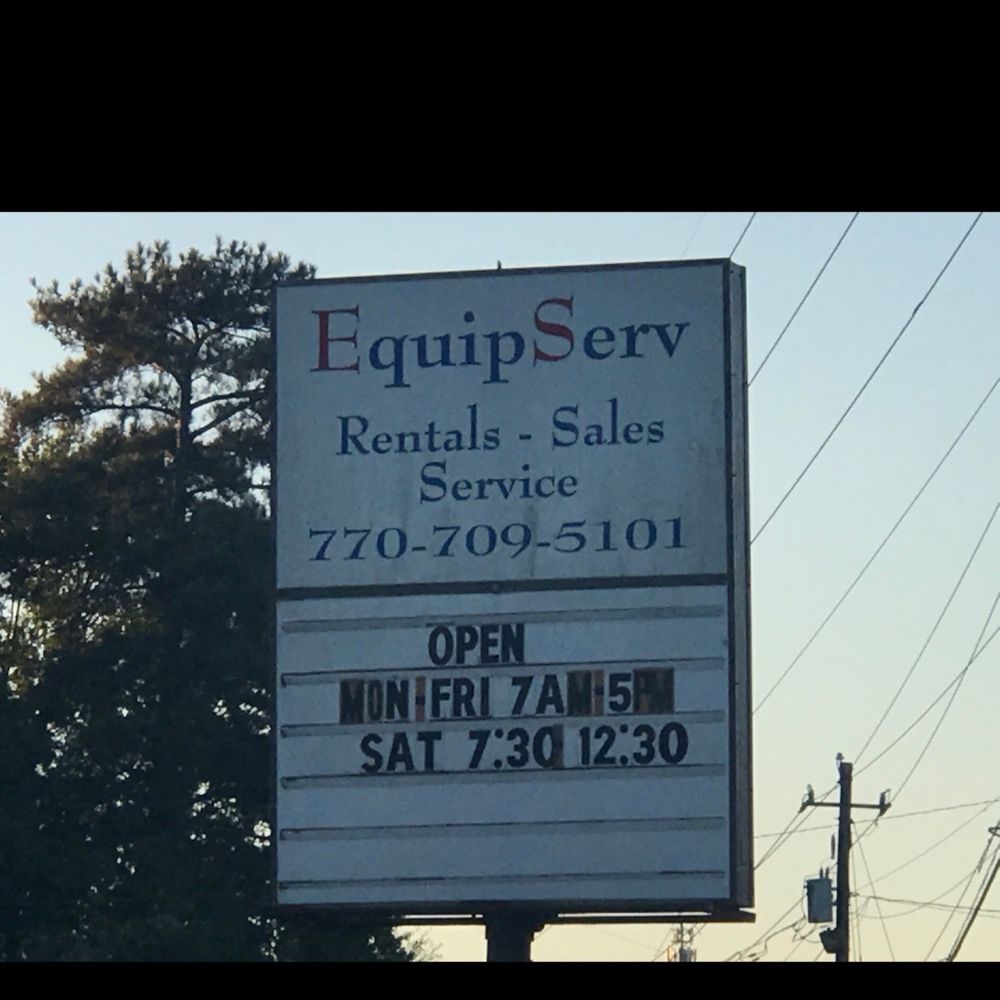 EquipServ
Rentals - Sales
Service
770-709-5101
OPEN
MON-FRI 7AM-5PM
SAT 7:30 12:30